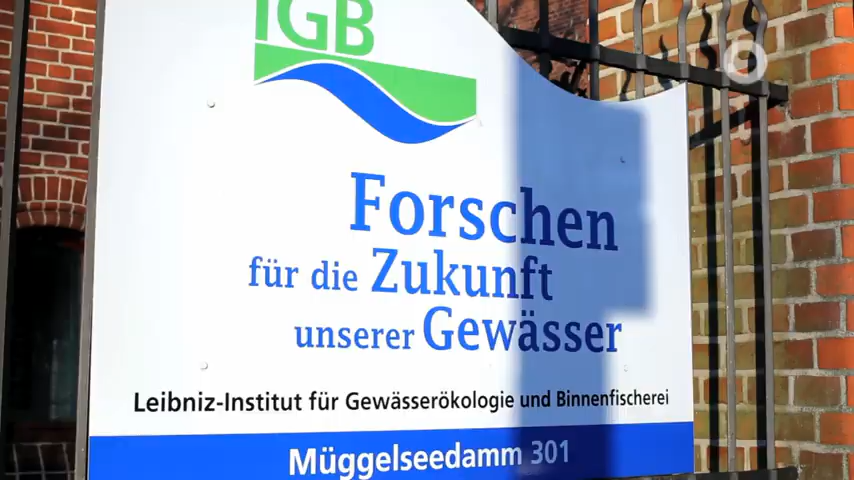 IGB
Forschen
für die Zukunft
unserer Gewässer
Leibniz-Institut für Gewässerökologie und Binnenfischerei
Müggelseedamm 301